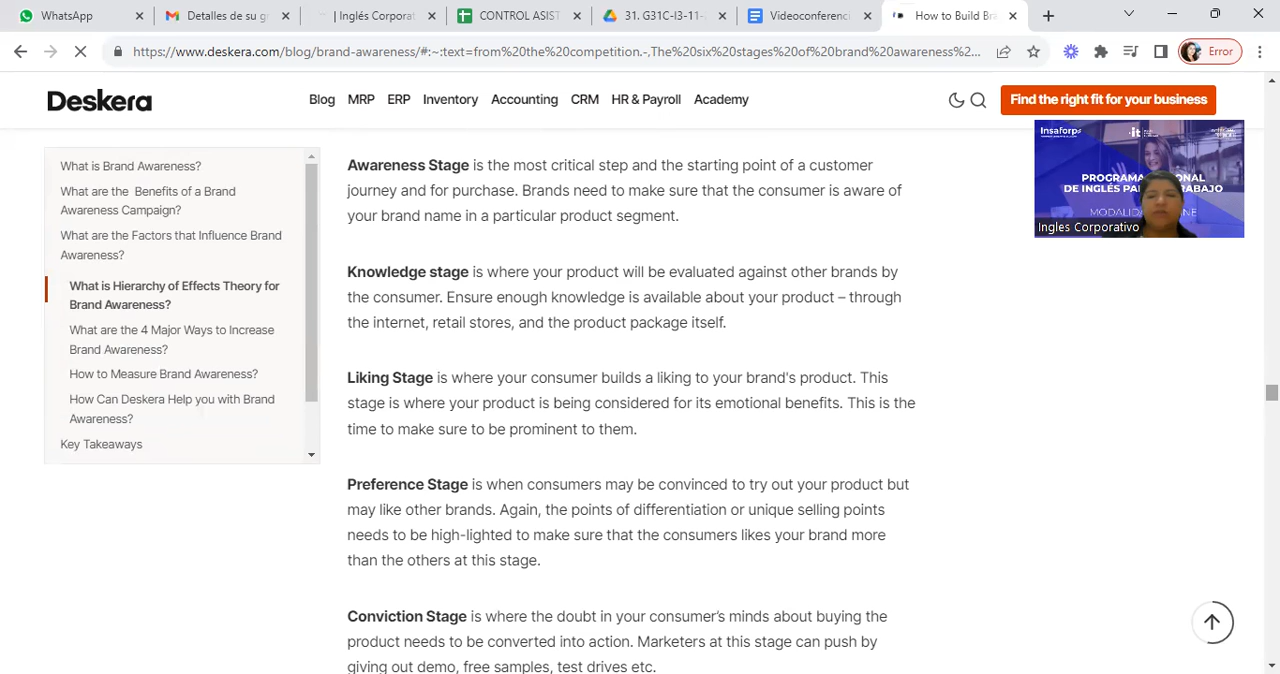 WhatsApp
Detalles de su gr
| Inglés Corporat
CONTROL ASIST
31. G31C-I3-11-
Videoconferenci
How to Build Bra
https://www.deskera.com/blog/brand-awareness/#:~:text=from%20the%20competition.-,The%20six%20stages%20of%20brand%20awareness%2...
Error
Deskera
Blog MRP ERP Inventory Accounting CRM HR & Payroll Academy
Find the right fit for your business
What is Brand Awareness?
What are the Benefits of a Brand
Awareness Campaign?
What are the Factors that Influence Brand
Awareness?
What is Hierarchy of Effects Theory for
Brand Awareness?
What are the 4 Major Ways to Increase
Brand Awareness?
How to Measure Brand Awareness?
How Can Deskera Help you with Brand
Awareness?
Key Takeaways
Awareness Stage is the most critical step and the starting point of a customer
journey and for purchase. Brands need to make sure that the consumer is aware of
your brand name in a particular product segment.
Knowledge stage is where your product will be evaluated against other brands by
the consumer. Ensure enough knowledge is available about your product – through
the internet, retail stores, and the product package itself.
Liking Stage is where your consumer builds a liking to your brand's product. This
stage is where your product is being considered for its emotional benefits. This is the
time to make sure to be prominent to them.
Preference Stage is when consumers may be convinced to try out your product but
may like other brands. Again, the points of differentiation or unique selling points
needs to be high-lighted to make sure that the consumers likes your brand more
than the others at this stage.
Conviction Stage is where the doubt in your consumer's minds about buying the
product needs to be converted into action. Marketers at this stage can push by
giving out demo, free samples, test drives etc.
Insaforp
PROGRAMA
DE INGLÉS
Ingles Corporativo